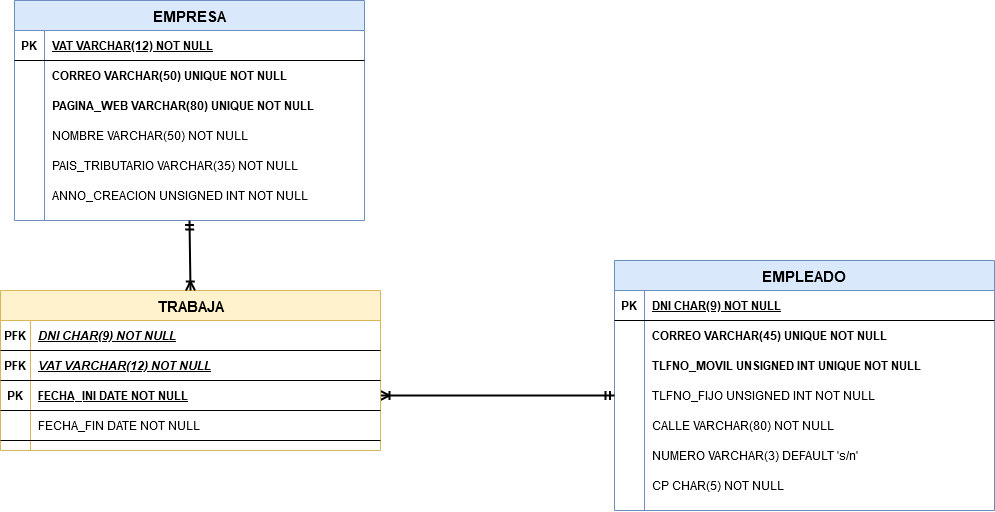 EMPRESA
PK VAT VARCHAR(12) NOT NULL
CORREO VARCHAR(50) UNIQUE NOT NULL
PAGINA_WEB VARCHAR(80) UNIQUE NOT NULL
NOMBRE VARCHAR(50) NOT NULL
PAIS_TRIBUTARIO VARCHAR(35) NOT NULL
ANNO_CREACION UNSIGNED INT NOT NULL
TRABAJA
PFK DNI CHAR(9) NOT NULL
PFK VAT VARCHAR(12) NOT NULL
PK FECHA_INI DATE NOT NULL
FECHA_FIN DATE NOT NULL
EMPLEADO
PK DNI CHAR(9) NOT NULL
CORREO VARCHAR(45) UNIQUE NOT NULL
TLFNO_MOVIL UNSIGNED INT UNIQUE NOT NULL
TLFNO_FIJO UNSIGNED INT NOT NULL
CALLE VARCHAR(80) NOT NULL
NUMERO VARCHAR(3) DEFAULT 's/n'
CP CHAR(5) NOT NULL